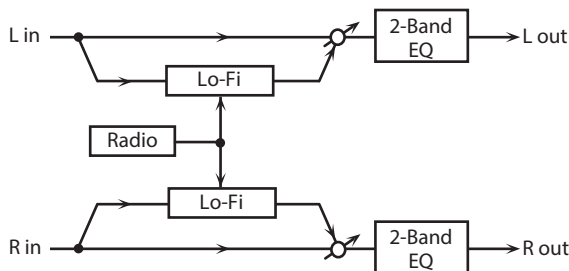 L in
2-Band
EQ
L out
Lo-Fi
Radio
Lo-Fi
R in
2-Band
EQ
R out